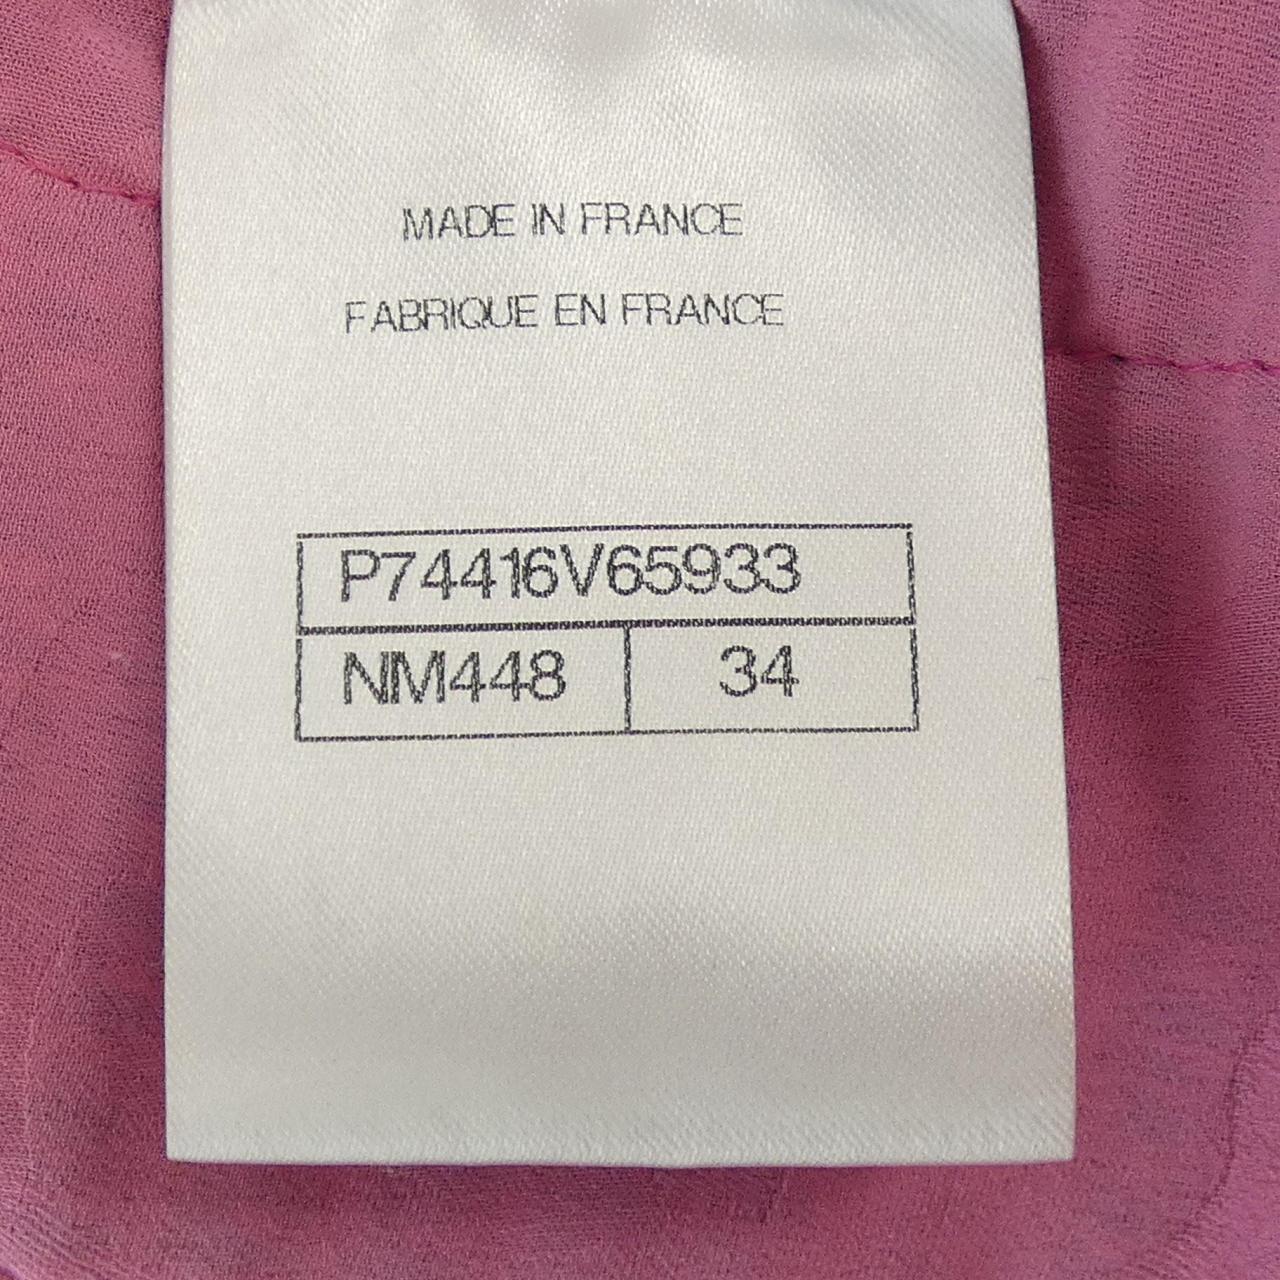 MADE IN FRANCE
FABRIQUE EN FRANCE
P74416V65933
NM448 34